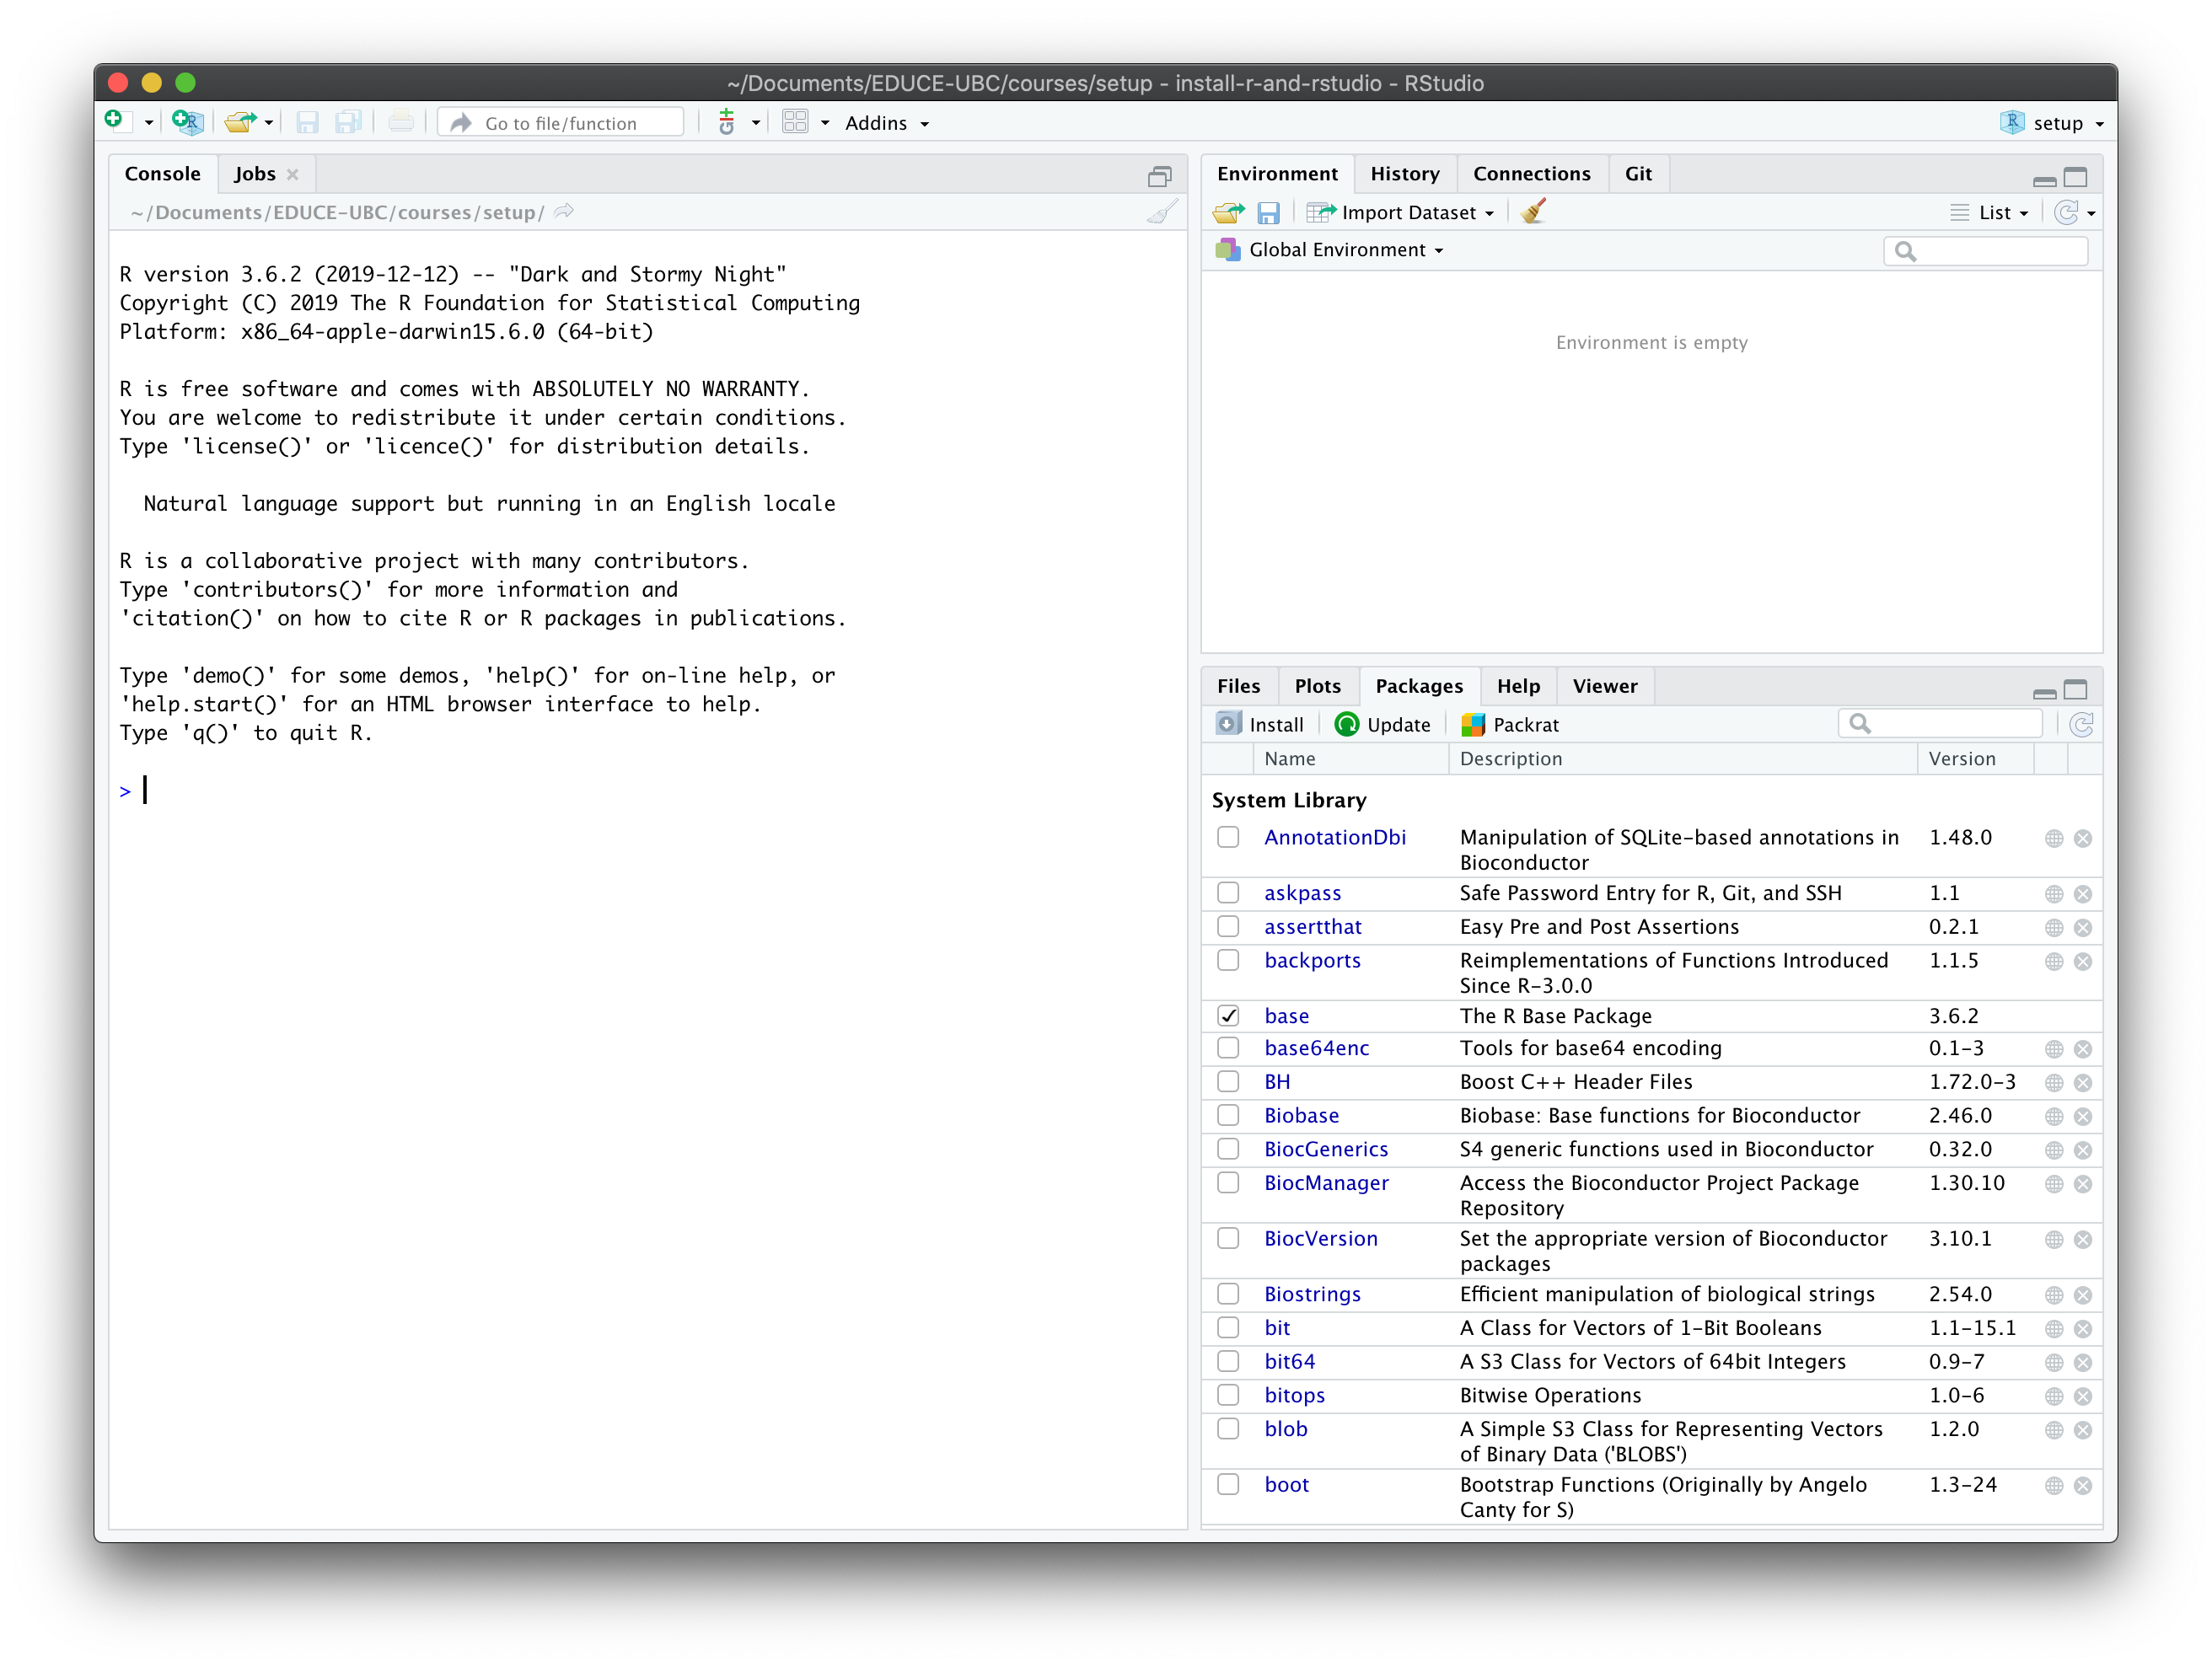 ~/Documents/EDUCE-UBC/courses/setup - install-r-and-rstudio - RStudio
Go to file/function
Addins
setup
Console
Jobs
~/Documents/EDUCE-UBC/courses/setup/
R version 3.6.2 (2019-12-12) -- "Dark and Stormy Night"
Copyright (C) 2019 The R Foundation for Statistical Computing
Platform: x86_64-apple-darwin15.6.0 (64-bit)
R is free software and comes with ABSOLUTELY NO WARRANTY.
You are welcome to redistribute it under certain conditions.
Type 'license()' or 'licence()' for distribution details.
Natural language support but running in an English locale
R is a collaborative project with many contributors.
Type 'contributors()' for more information and
'citation()' on how to cite R or R packages in publications.
Type 'demo()' for some demos, 'help()' for on-line help, or
'help.start()' for an HTML browser interface to help.
Type 'q()' to quit R.
>
Environment History Connections Git
Import Dataset
List
Global Environment
Environment is empty
Files Plots Packages Help Viewer
Install Update Packrat
Name Description Version
System Library
AnnotationDbi Manipulation of SQLite-based annotations in 1.48.0
Bioconductor
askpass Safe Password Entry for R, Git, and SSH 1.1
assertthat Easy Pre and Post Assertions 0.2.1
backports Reimplementations of Functions Introduced 1.1.5
Since R-3.0.0
base The R Base Package 3.6.2
base64enc Tools for base64 encoding 0.1-3
BH Boost C++ Header Files 1.72.0-3
Biobase Biobase: Base functions for Bioconductor 2.46.0
BiocGenerics S4 generic functions used in Bioconductor 0.32.0
BiocManager Access the Bioconductor Project Package 1.30.10
Repository
BiocVersion Set the appropriate version of Bioconductor 3.10.1
packages
Biostrings Efficient manipulation of biological strings 2.54.0
bit A Class for Vectors of 1-Bit Booleans 1.1-15.1
bit64 A S3 Class for Vectors of 64bit Integers 0.9-7
bitops Bitwise Operations 1.0-6
blob A Simple S3 Class for Representing Vectors 1.2.0
of Binary Data ('BLOBS')
boot Bootstrap Functions (Originally by Angelo 1.3-24
Canty for S)